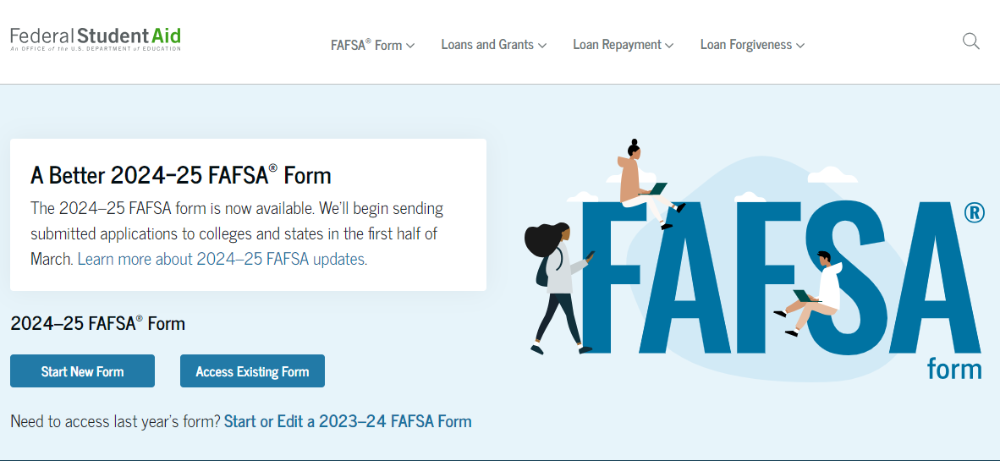 Federal StudentAid
An OFFICE of the U.S. DEPARTMENT of EDUCATION
FAFSA® Form
Loans and Grants
Loan Repayment
Loan Forgiveness
A Better 2024–25 FAFSA® Form
The 2024–25 FAFSA form is now available. We'll begin sending
submitted applications to colleges and states in the first half of
March. Learn more about 2024–25 FAFSA updates.
FAFSA®
form
2024–25 FAFSA® Form
Start New Form
Access Existing Form
Need to access last year's form? Start or Edit a 2023–24 FAFSA Form